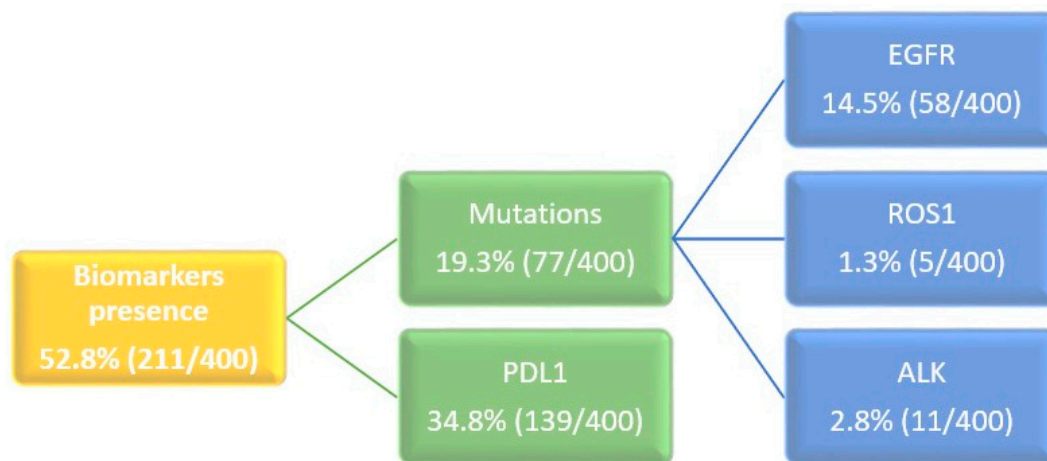 Biomarkers
presence
52.8% (211/400)
Mutations
19.3% (77/400)
PDL1
34.8% (139/400)
EGFR
14.5% (58/400)
ROS1
1.3% (5/400)
ALK
2.8% (11/400)